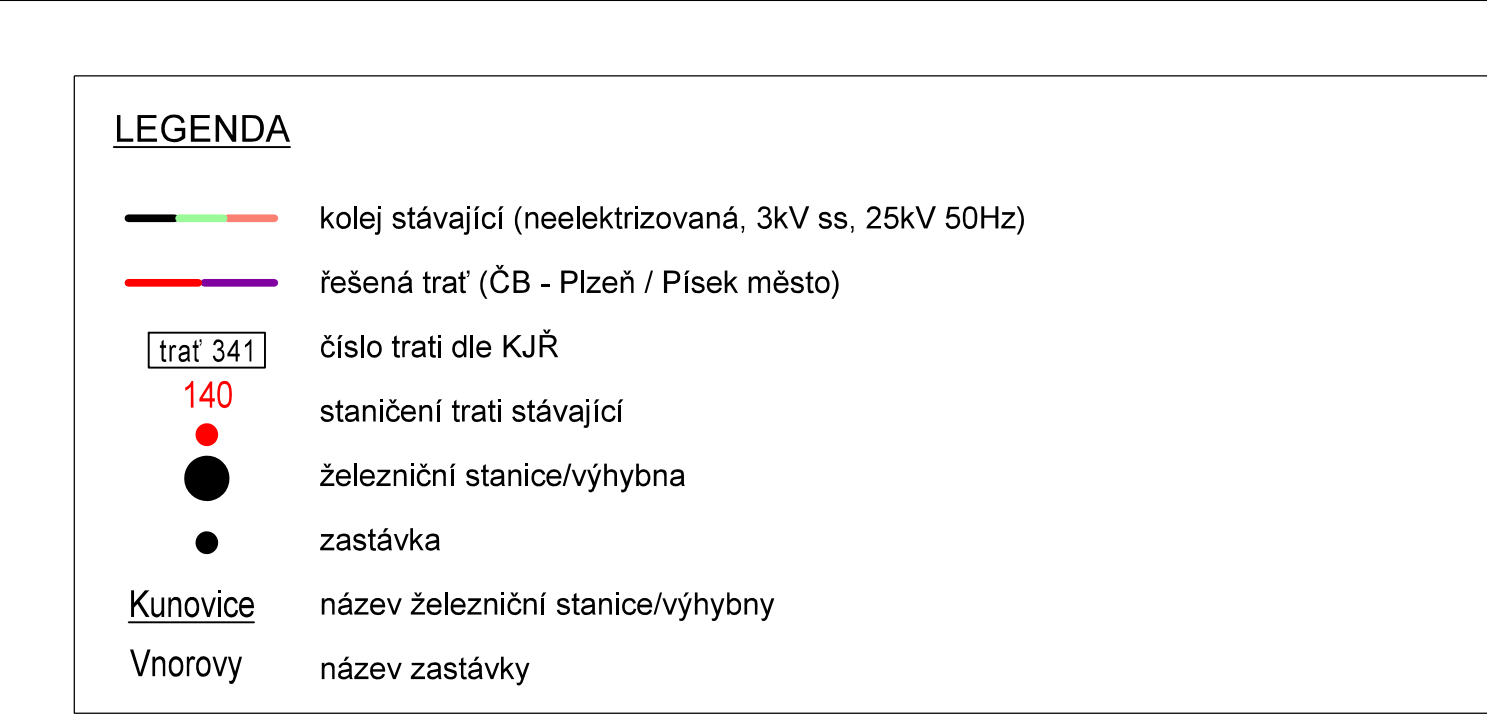 LEGENDA
kolej stávající (neelektrizovaná, 3kV ss, 25kV 50Hz)
řešená trať (ČB - Plzeň / Písek město)
trať 341 číslo trati dle KJŘ
140
staničení trati stávající
železniční stanice/výhybna
zastávka
Kunovice název železniční stanice/výhybny
Vnorovy název zastávky